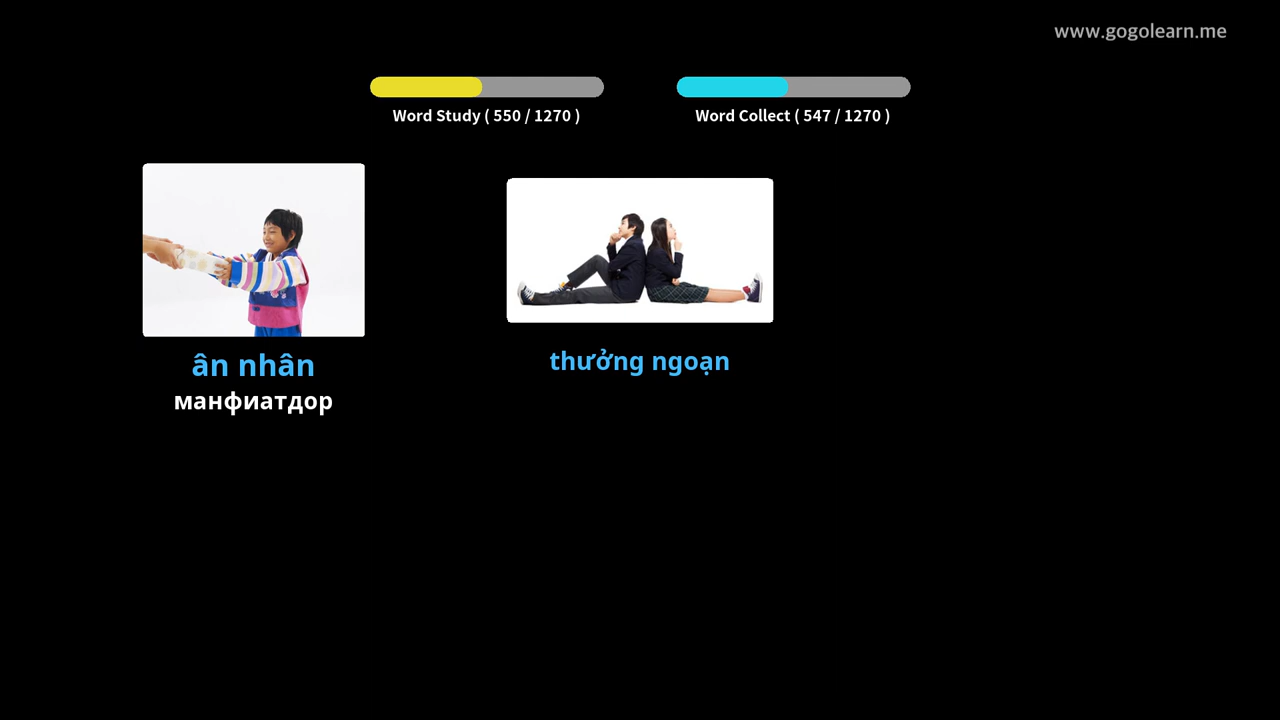 www.gogolearn.me
Word Study ( 550 / 1270 )
Word Collect ( 547 / 1270 )
ân nhân
манфиатдор
thưởng ngoạn